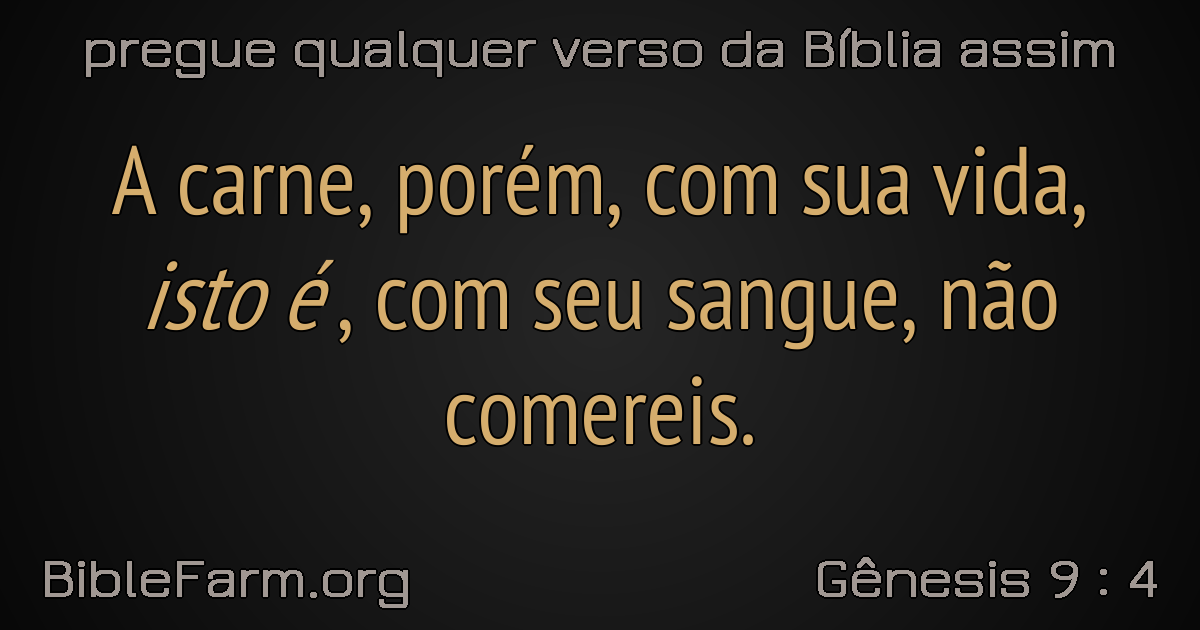 pregue qualquer verso da Bíblia assim
A carne, porém, com sua vida,
isto é , com seu sangue, não
comereis.
BibleFarm.org
Gênesis 9 : 4